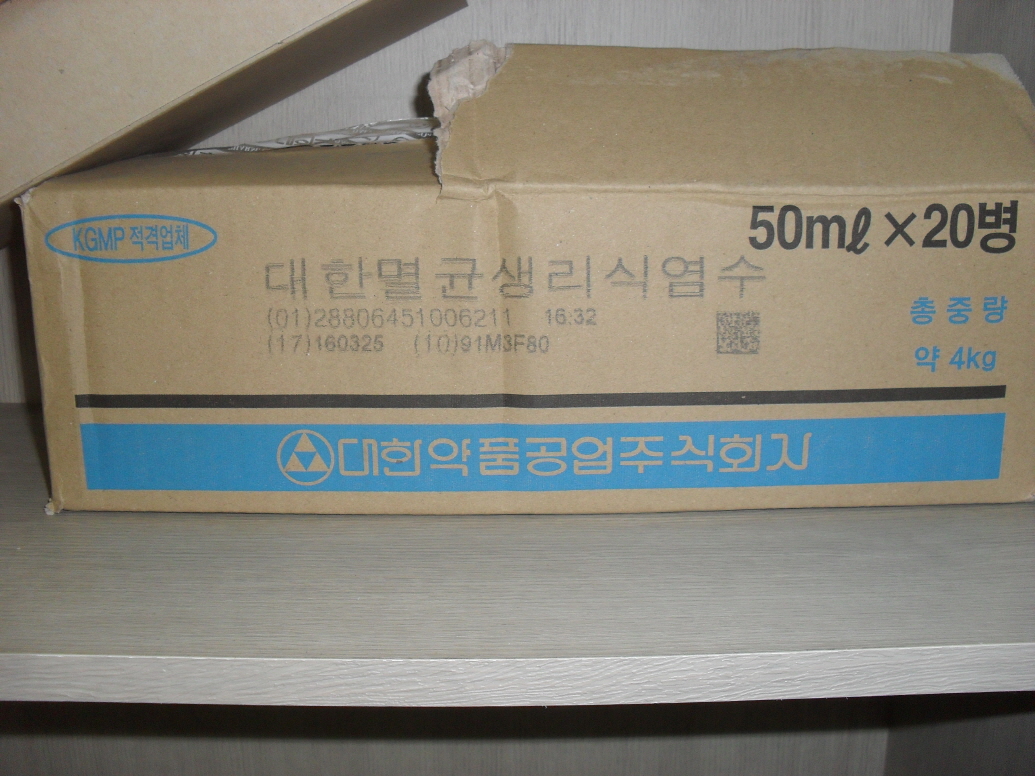 KGMP 적격업체
50mℓ×20병
대한멸균생리식염수
(01)28806451006211 16:32
(17)160325 (10)91M3F80
총중량
약 4kg
대한약품공업주식회사